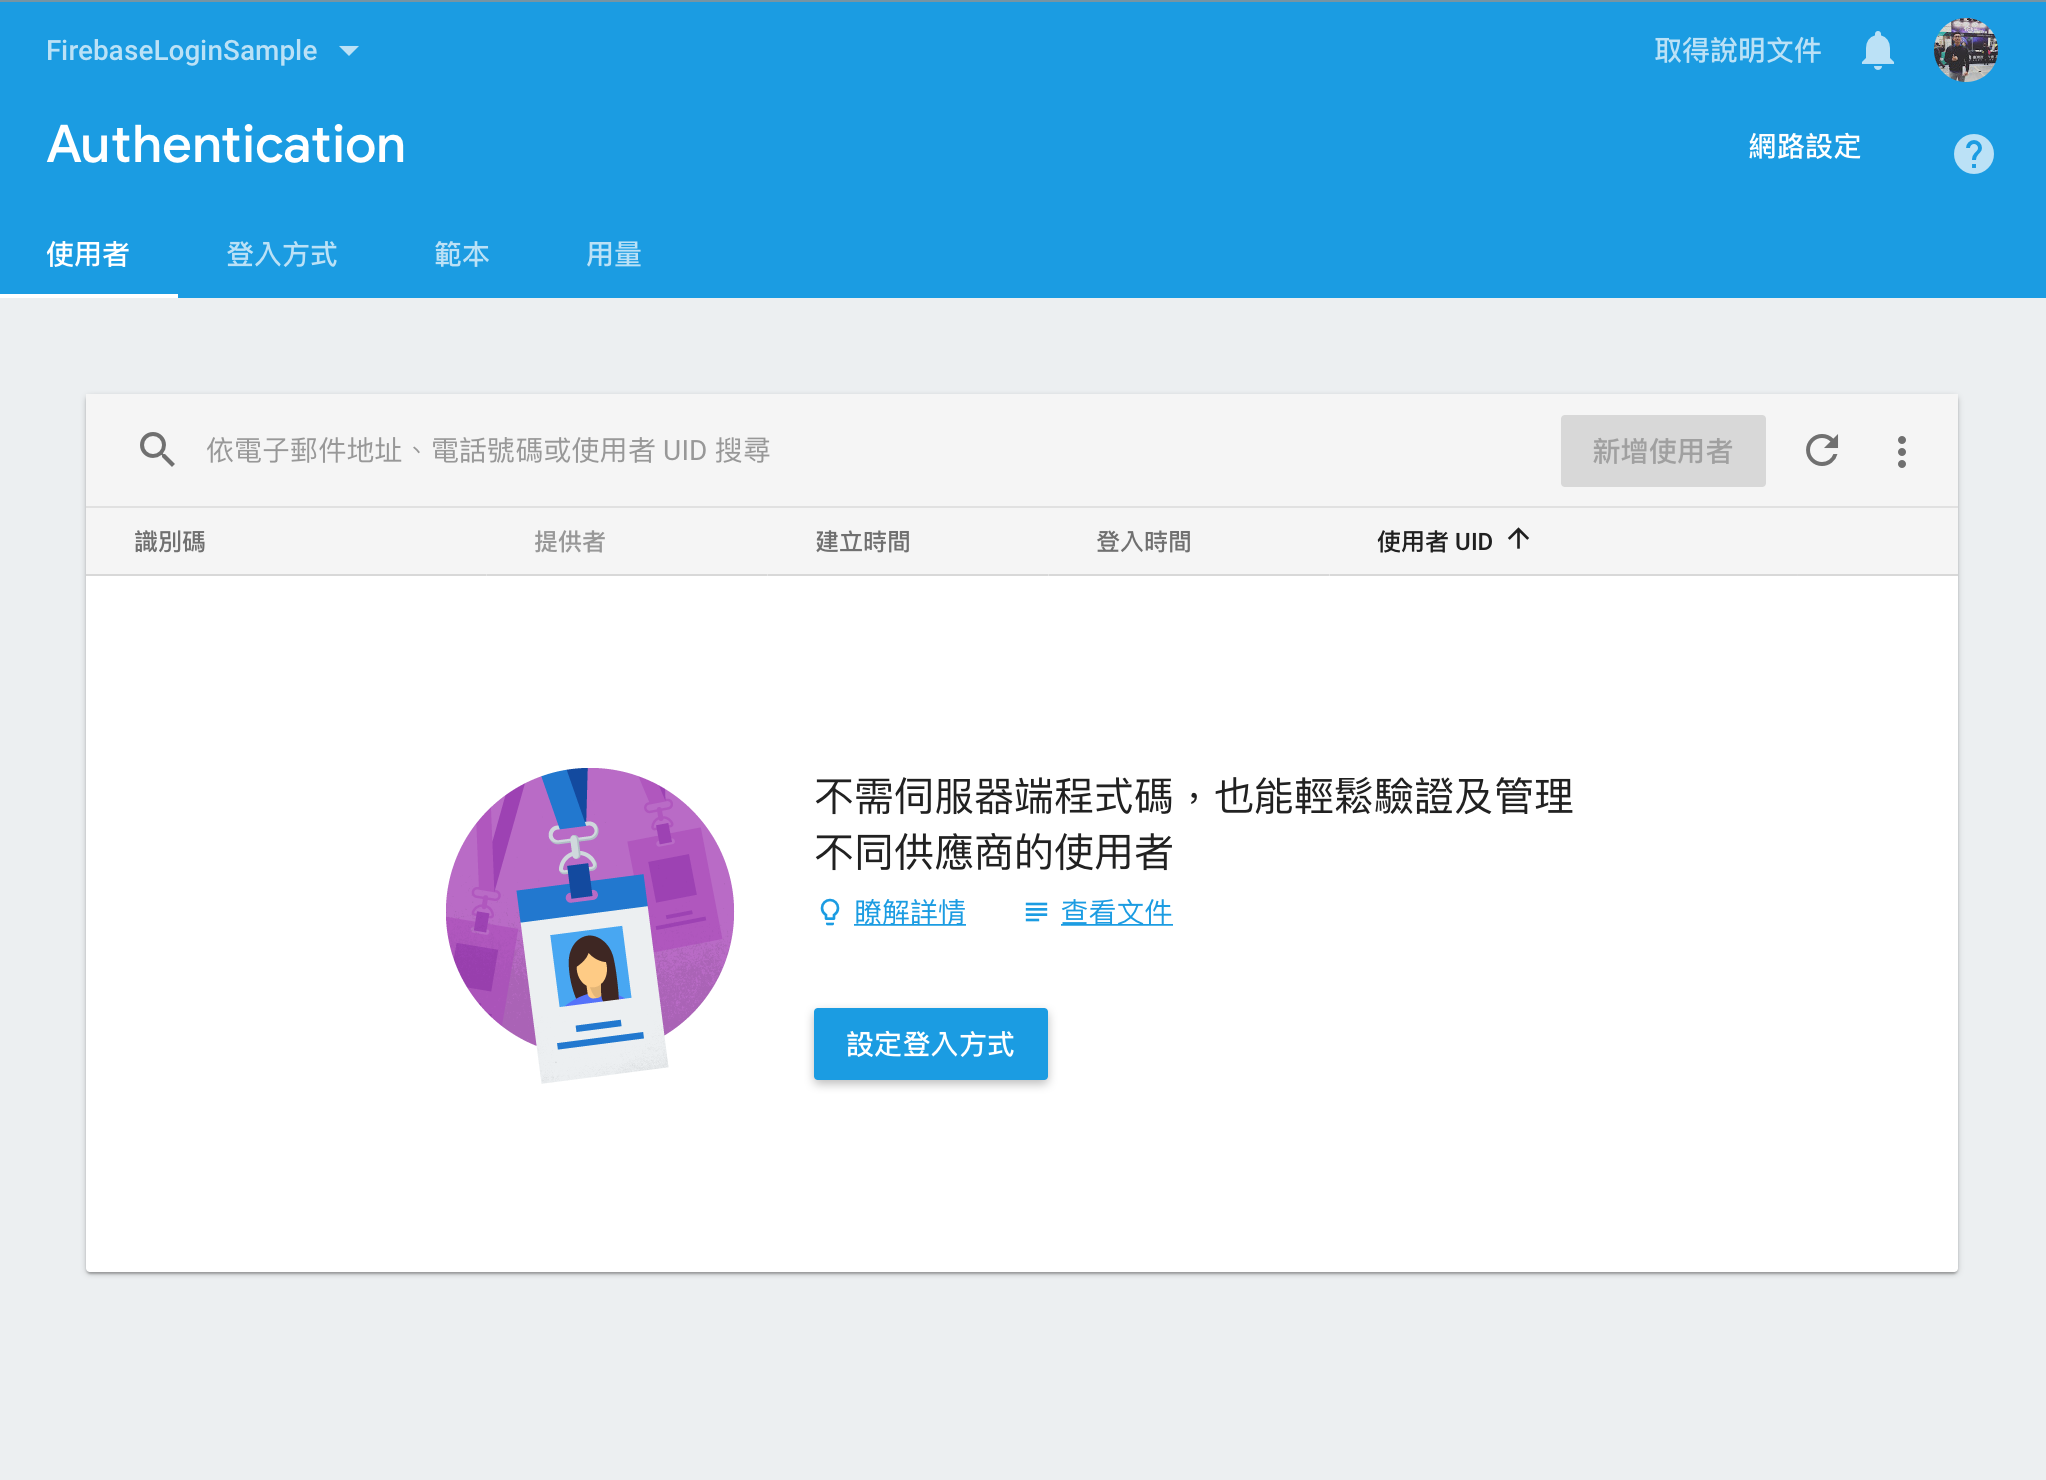 FirebaseLoginSample
取得說明文件
Authentication
網路設定
使用者 登入方式 範本 用量
依電子郵件地址、電話號碼或使用者 UID 搜尋
新增使用者
識別碼 提供者 建立時間 登入時間 使用者 UID
不需伺服器端程式碼，也能輕鬆驗證及管理
不同供應商的使用者
瞭解詳情 查看文件
設定登入方式